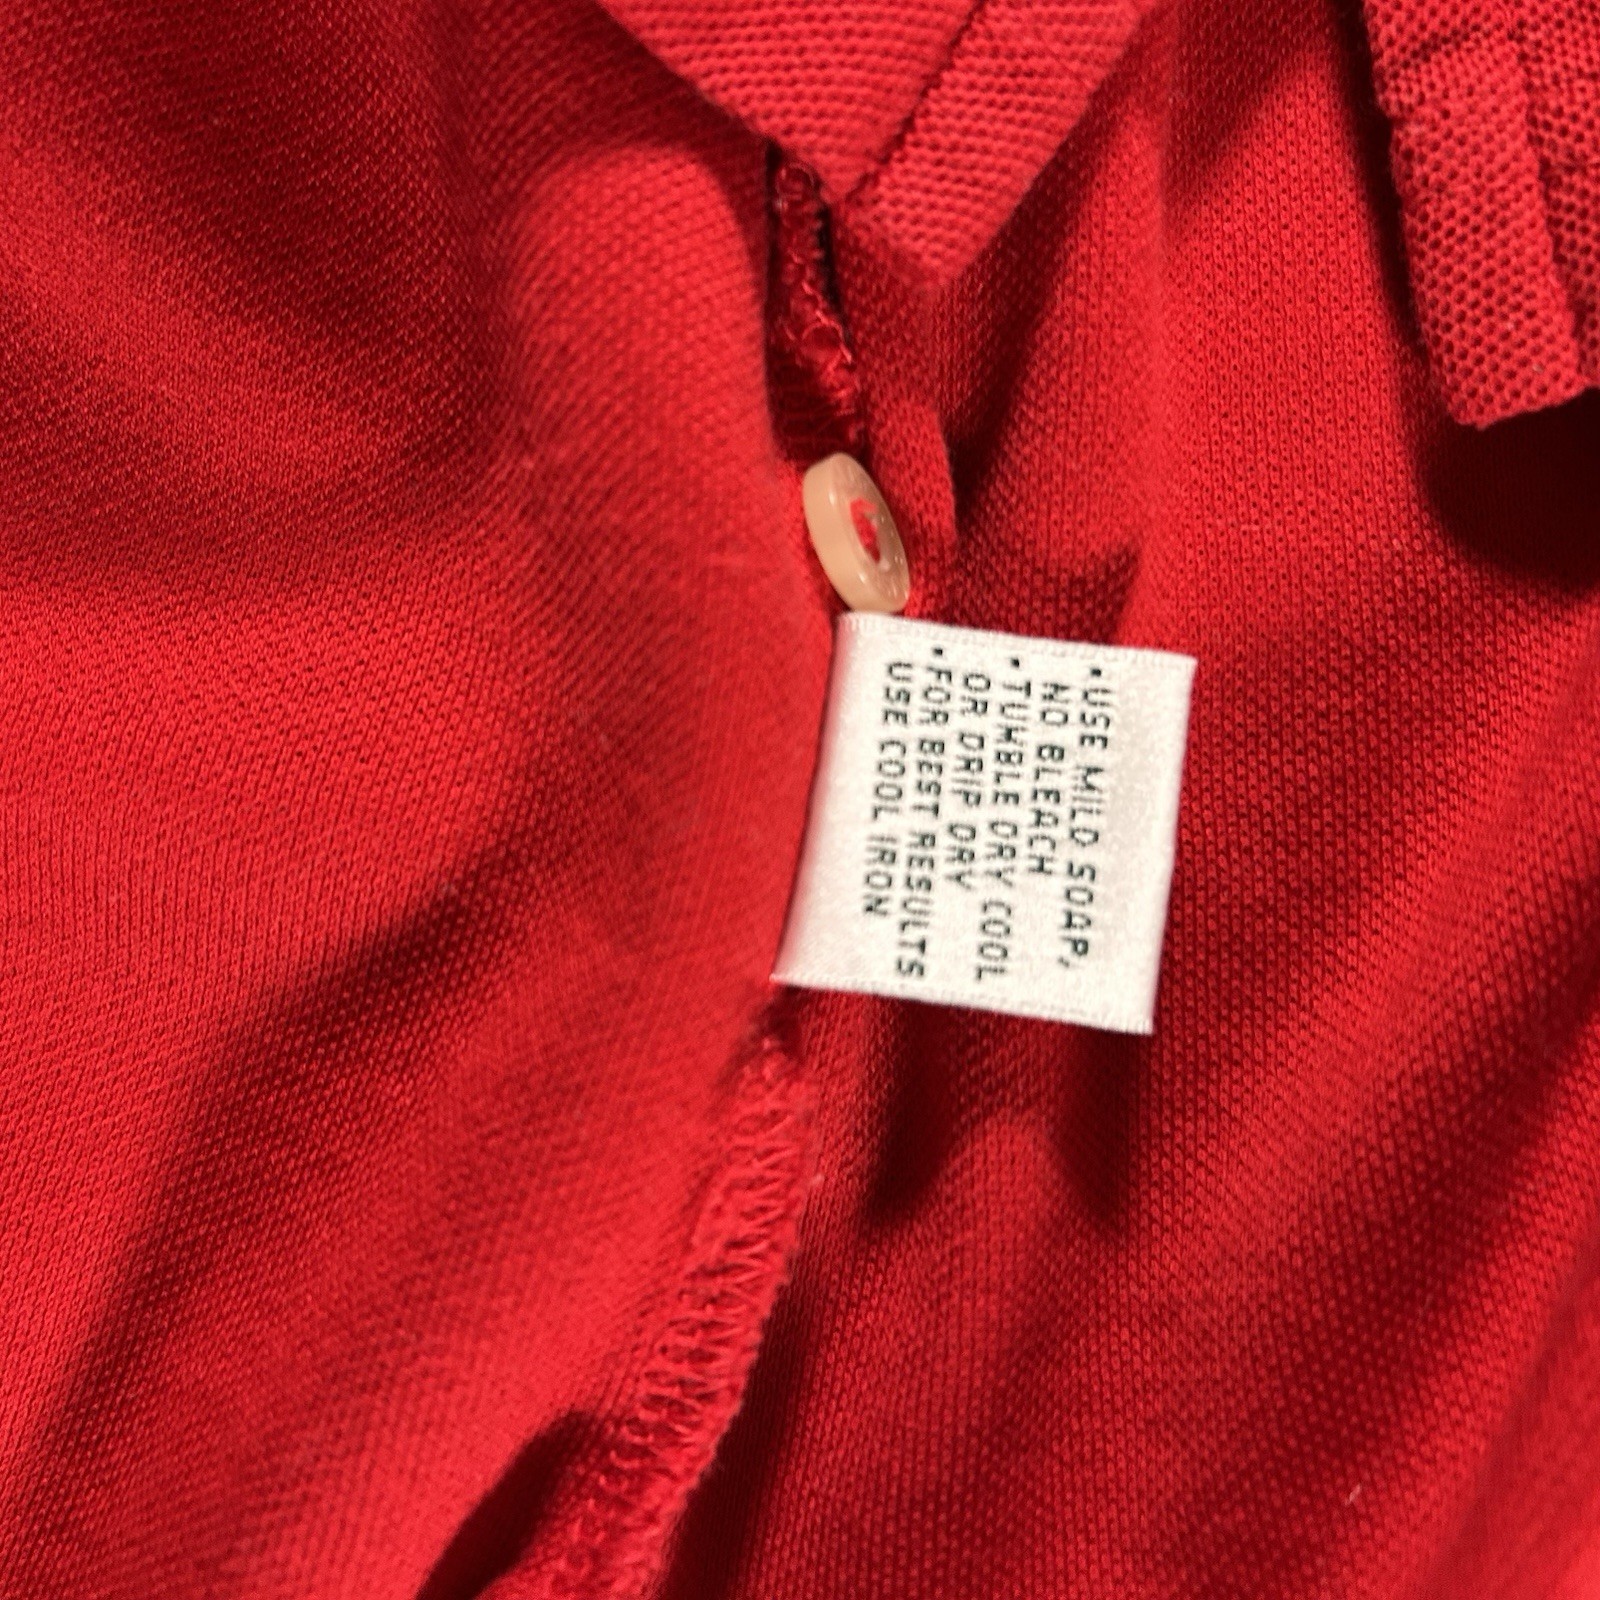 •USE MILD SOAP,
NO BLEACH
•TUMBLE DRY COOL
OR DRIP DRY
•FOR BEST RESULTS
USE COOL IRON